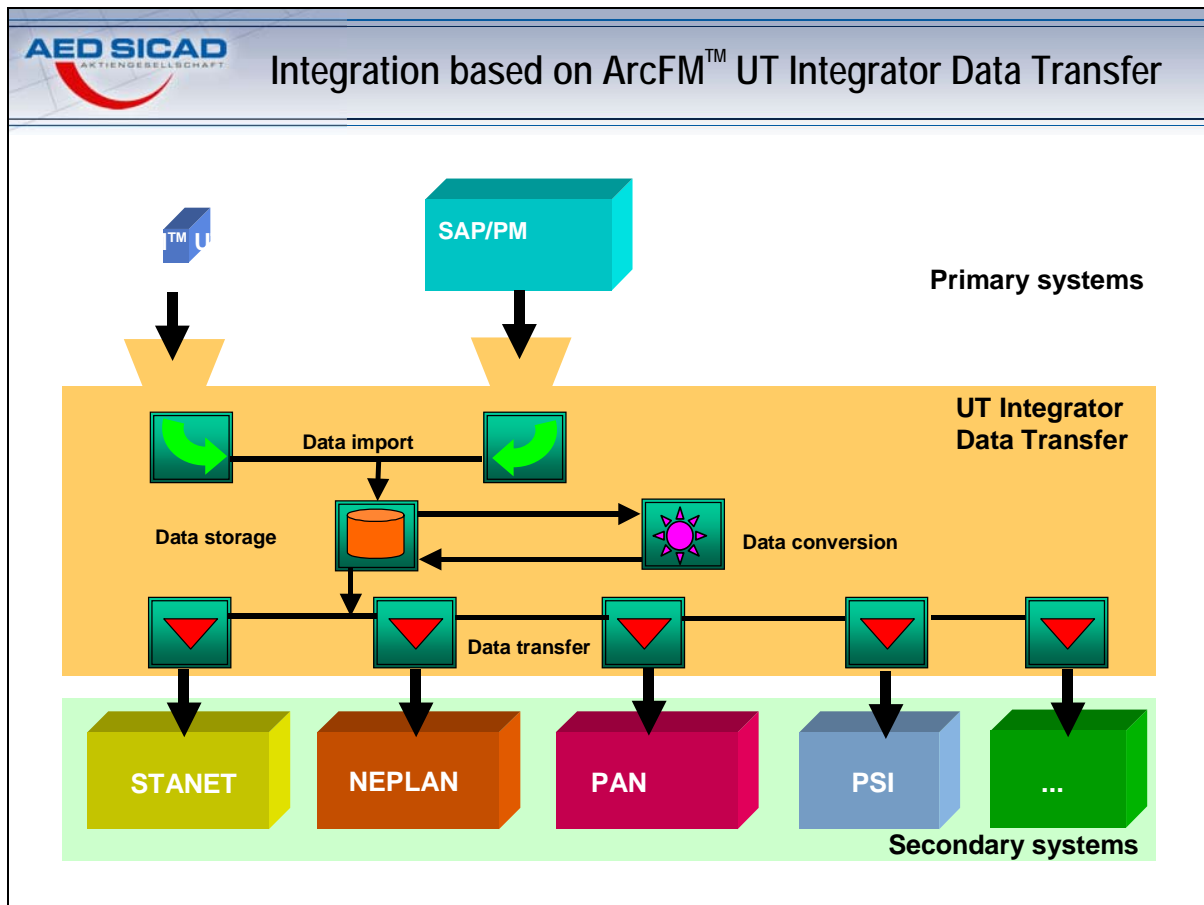 AED SICAD
AKTIENGESELLSCHAFT
Integration based on ArcFM™ UT Integrator Data Transfer
™ U
SAP/PM
Primary systems
UT Integrator
Data Transfer
Data import
Data storage
Data conversion
Data transfer
STANET
NEPLAN
PAN
PSI
...
Secondary systems